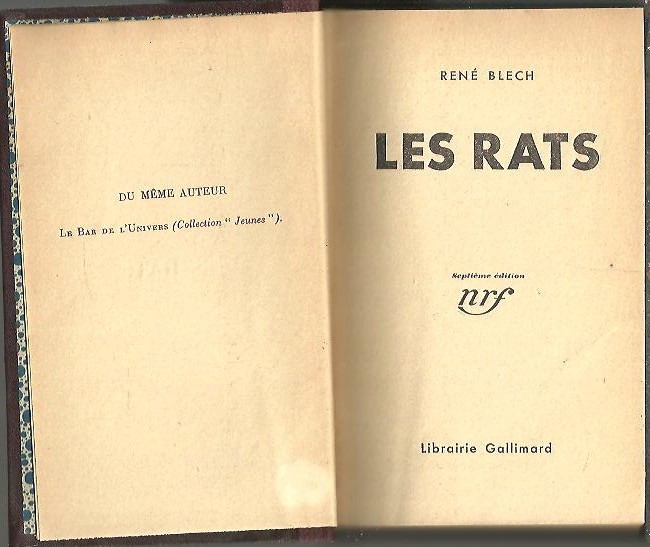 DU MÊME AUTEUR
LE BAR DE L'UNIVERS (Collection " Jeunes ").
RENÉ BLECH
LES RATS
Septième édition
nrf
Librairie Gallimard